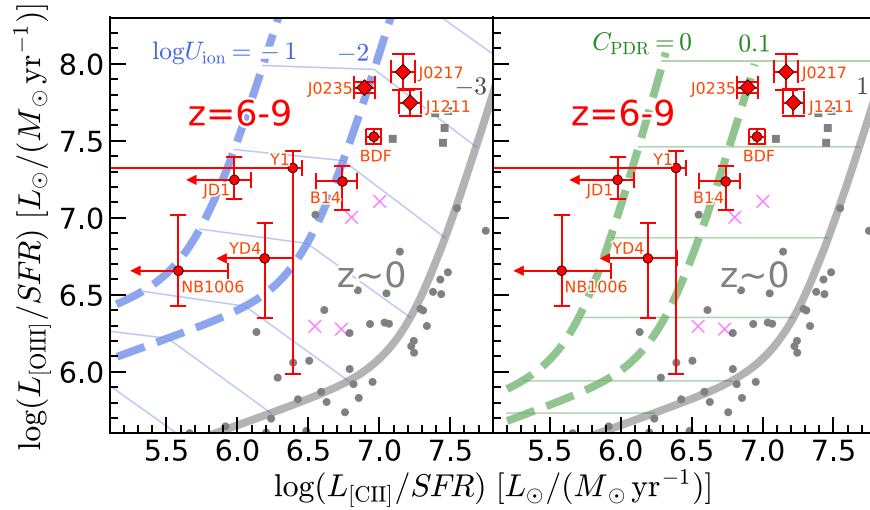 logU_ion = −1
−2
−3
8.0
7.5
7.0
6.5
6.0
log(L_[OIII]/SFR) [L_⊙/(M_⊙ yr^−1)]
z=6-9
J0217
J0235
J1211
BDF
Y1
JD1
B14
YD4
NB1006
z~0
5.5 6.0 6.5 7.0 7.5
C_PDR = 0
0.1
1
z=6-9
J0217
J0235
J1211
BDF
Y1
JD1
B14
YD4
NB1006
z~0
5.5 6.0 6.5 7.0 7.5
log(L_[CII]/SFR) [L_⊙/(M_⊙ yr^−1)]